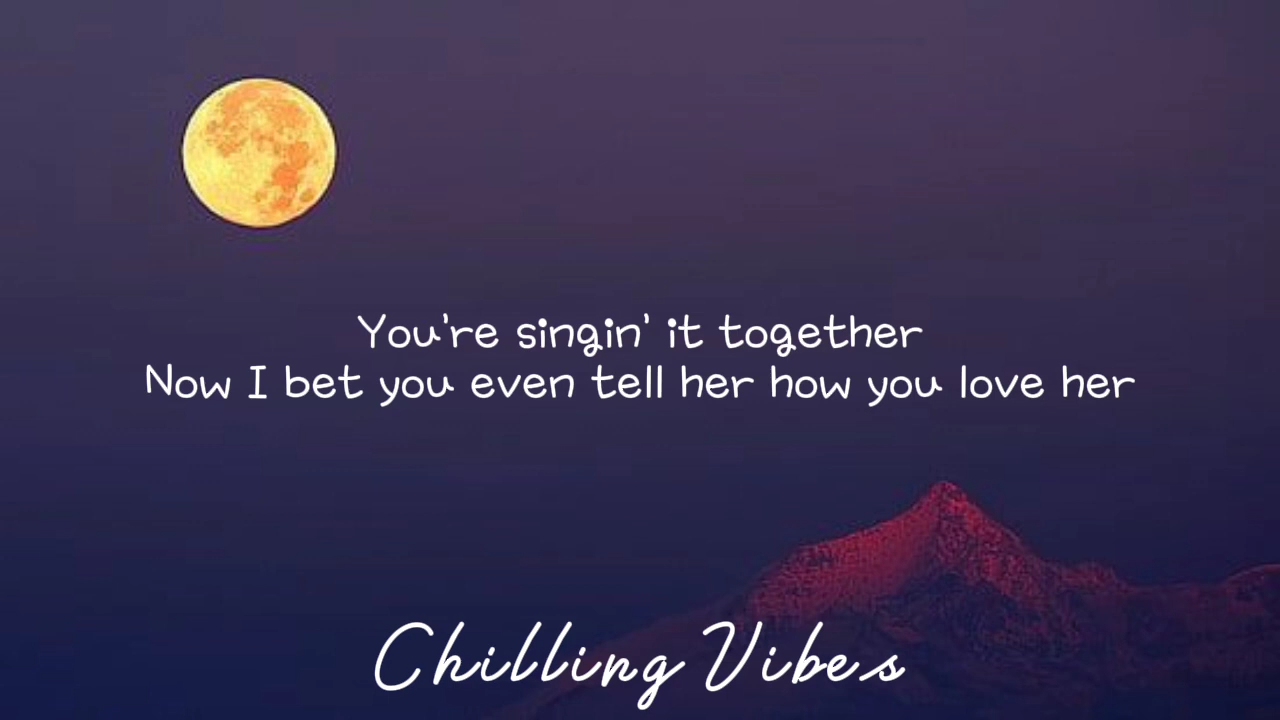 You're singin' it together
Now I bet you even tell her how you love her
Chilling Vibes